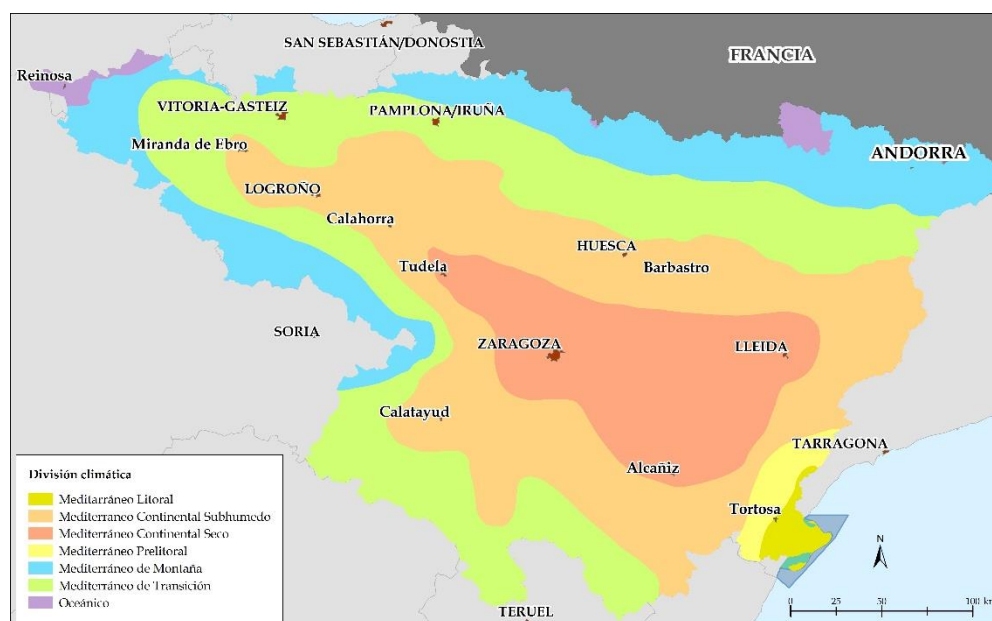 SAN SEBASTIÁN/DONOSTIA
FRANCIA
Reinosa
VITORIA-GASTEIZ
PAMPLONA/IRUÑA
Miranda de Ebro
ANDORRA
LOGROÑO
Calahorra
HUESCA
Barbastro
Tudela
SORIA
ZARAGOZA
LLEIDA
Calatayud
TARRAGONA
Alcañiz
Tortosa
TERUEL
División climática
Meditarráneo Litoral
Mediterraneo Continental Subhumedo
Mediterráneo Continental Seco
Mediterráneo Prelitoral
Mediterráneo de Montaña
Mediterráneo de Transición
Oceánico
N
0 25 50 100 km